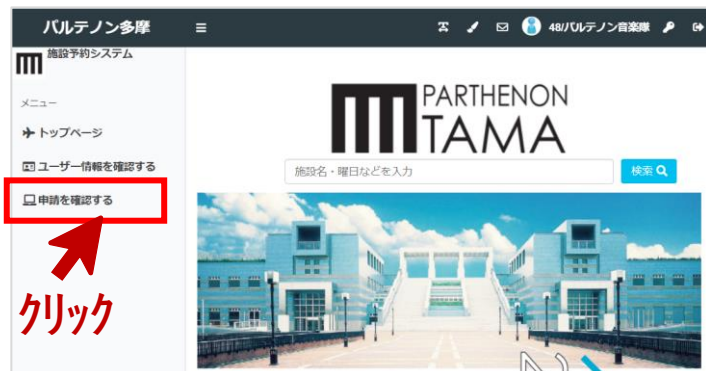 パルテノン多摩
48/パルテノン音楽隊
施設予約システム
メニュー
トップページ
ユーザー情報を確認する
申請を確認する
クリック
PARTHENON
TAMA
施設名・曜日などを入力
検索